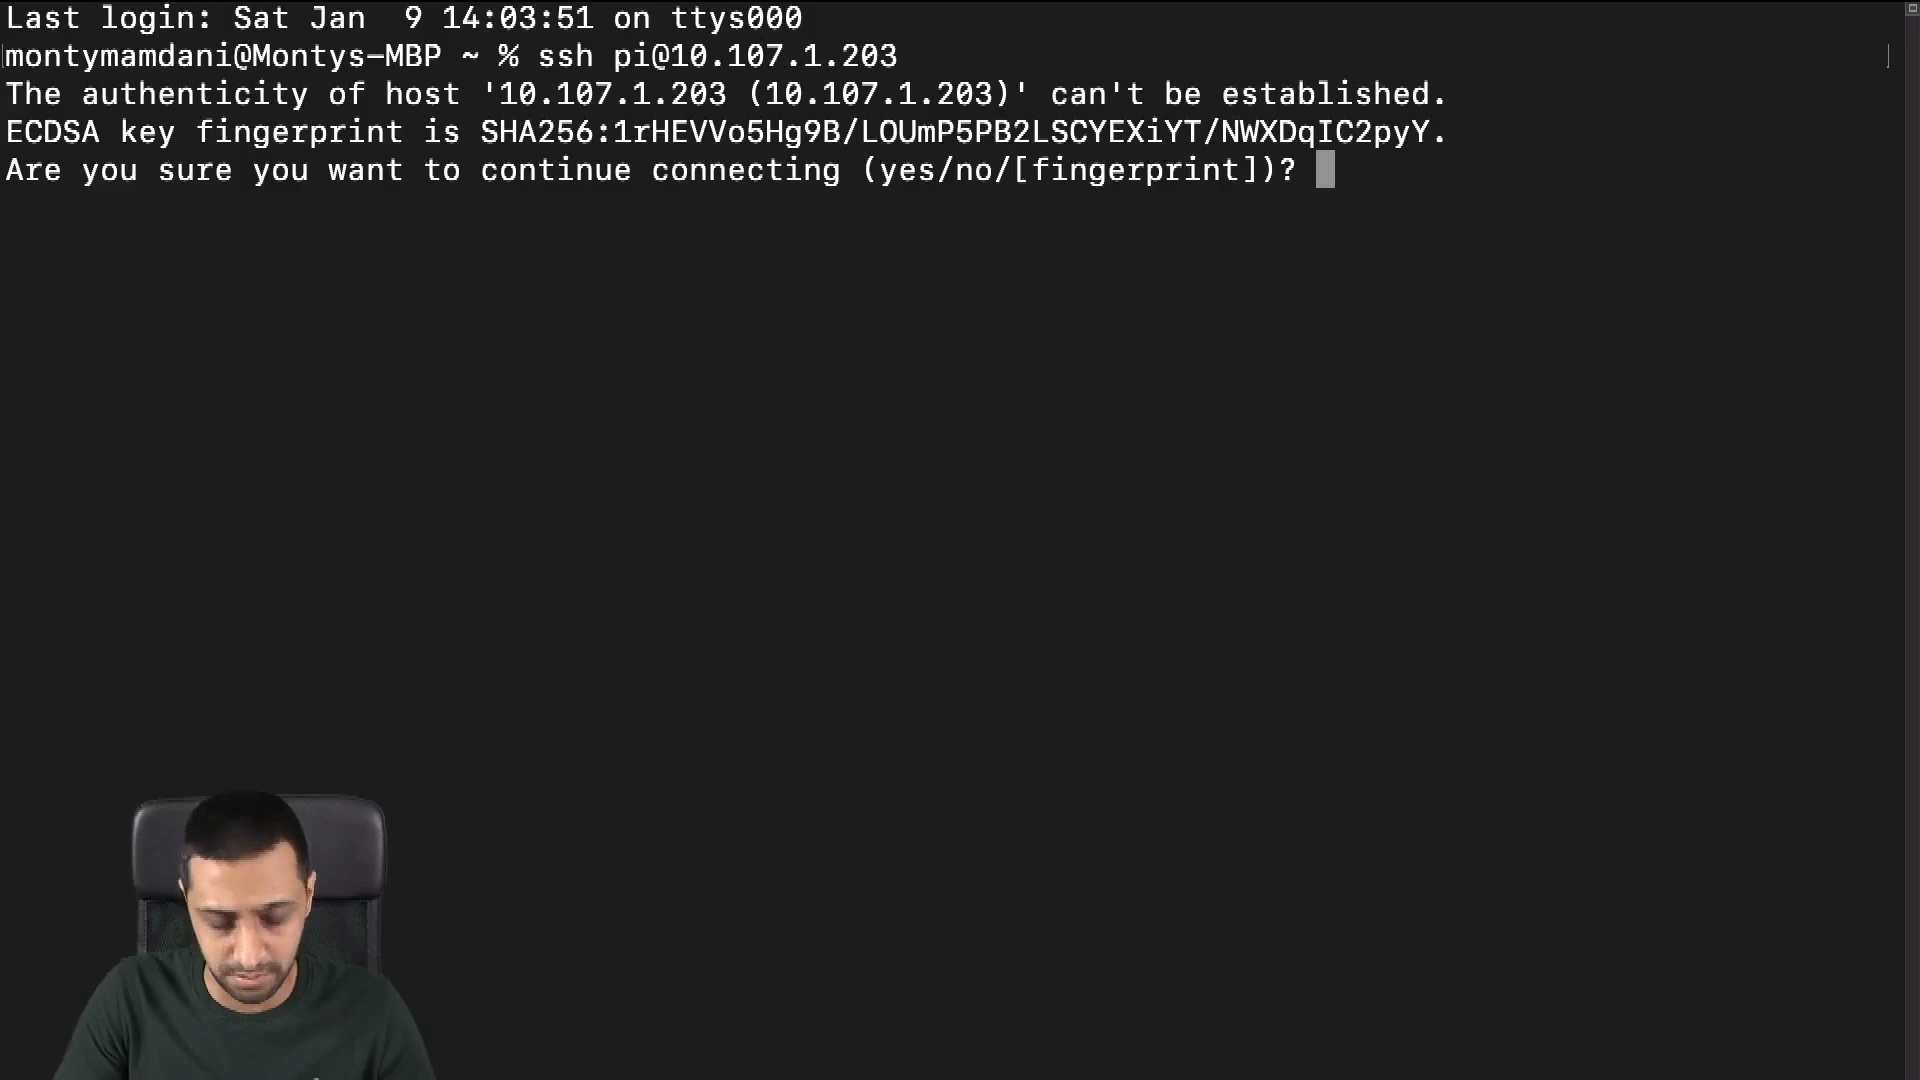 Last login: Sat Jan  9 14:03:51 on ttys000
montymamdani@Montys-MBP ~ % ssh pi@10.107.1.203
The authenticity of host '10.107.1.203 (10.107.1.203)' can't be established.
ECDSA key fingerprint is SHA256:1rHEVVo5Hg9B/LOUmP5PB2LSCYEXiYT/NWXDqIC2pyY.
Are you sure you want to continue connecting (yes/no/[fingerprint])?